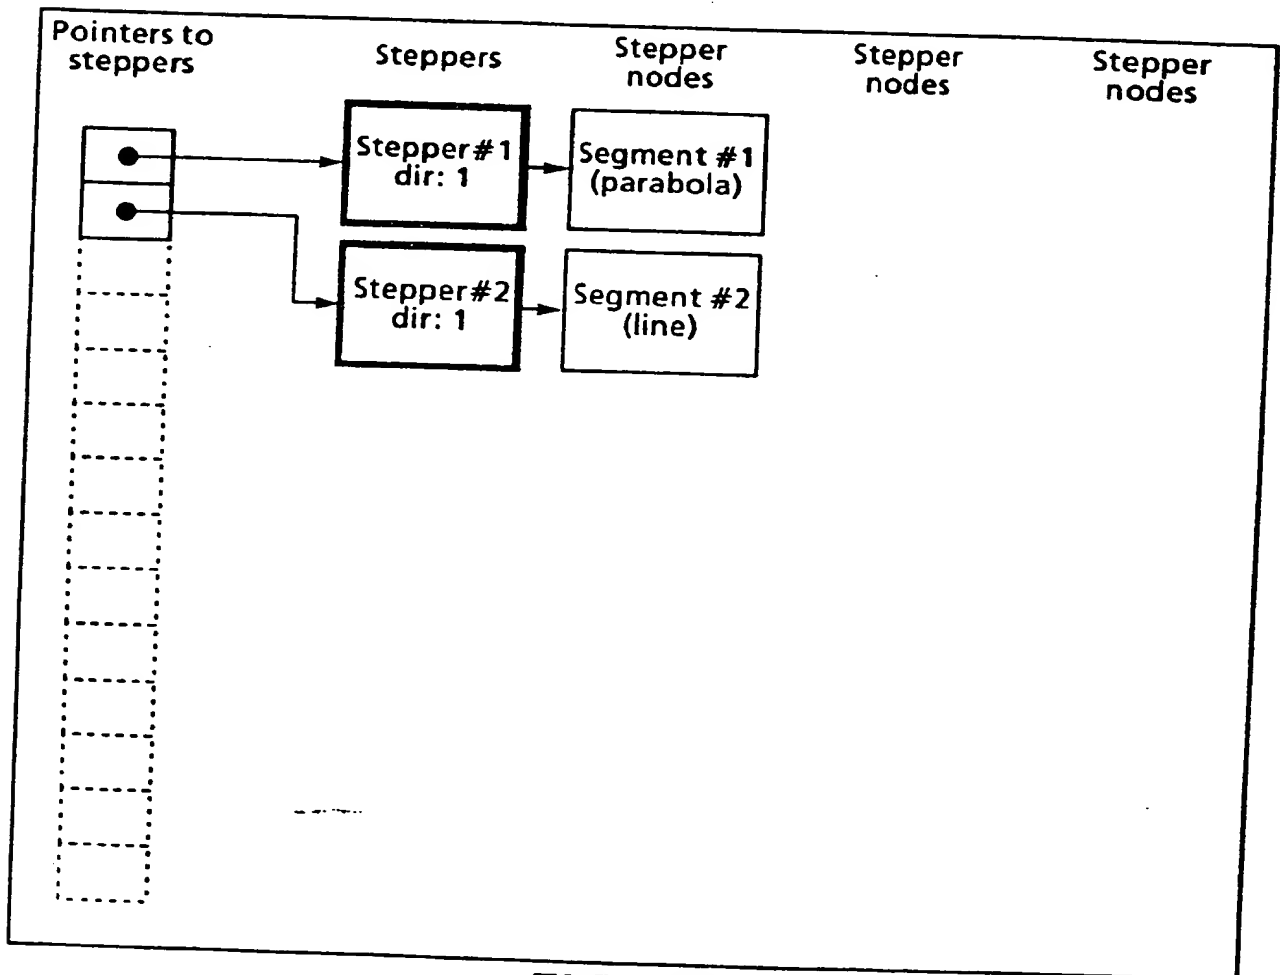 Pointers to
steppers
Steppers
Stepper
nodes
Stepper
nodes
Stepper
nodes
Stepper#1
dir: 1
Segment #1
(parabola)
Stepper#2
dir: 1
Segment #2
(line)